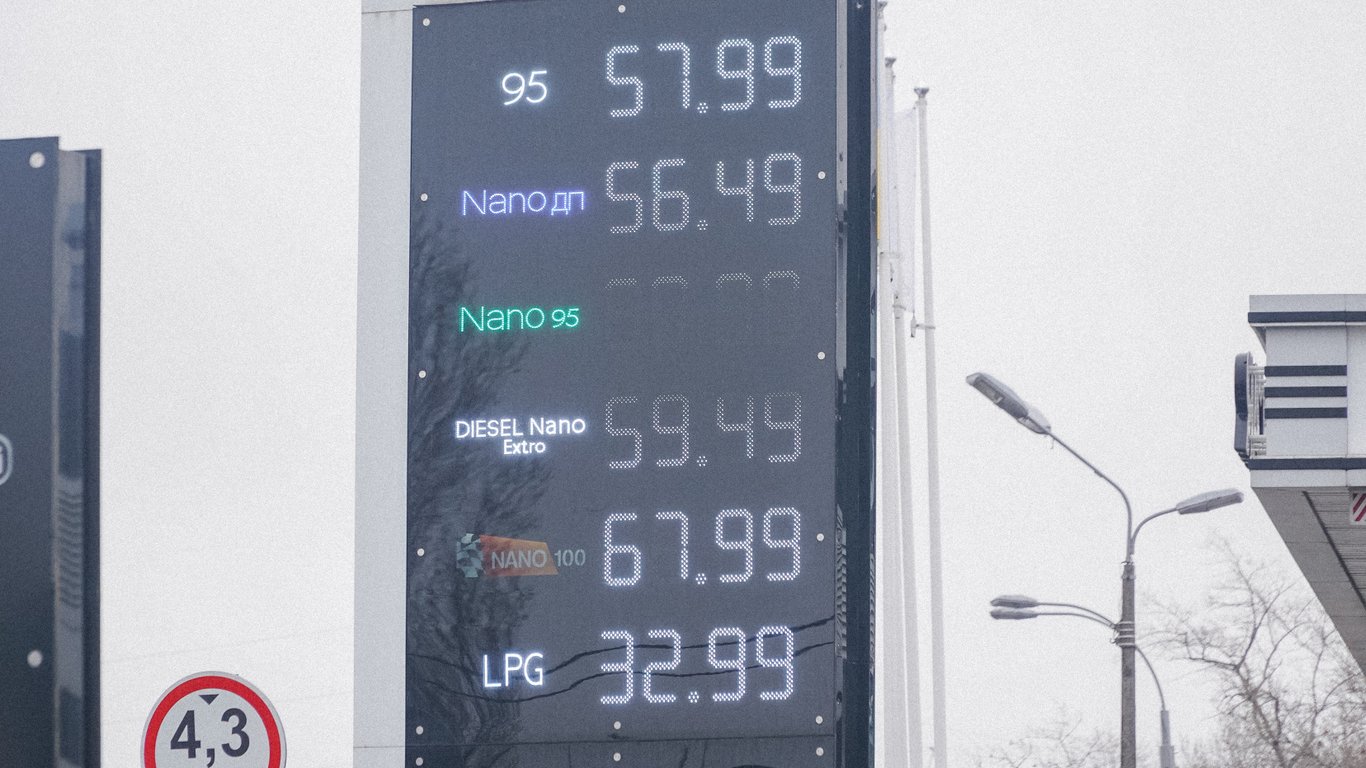 95 57.99
Nano ДП 56.49
Nano 95
DIESEL Nano 59.49
Extro
NANO 100 67.99
LPG 32.99
4,3